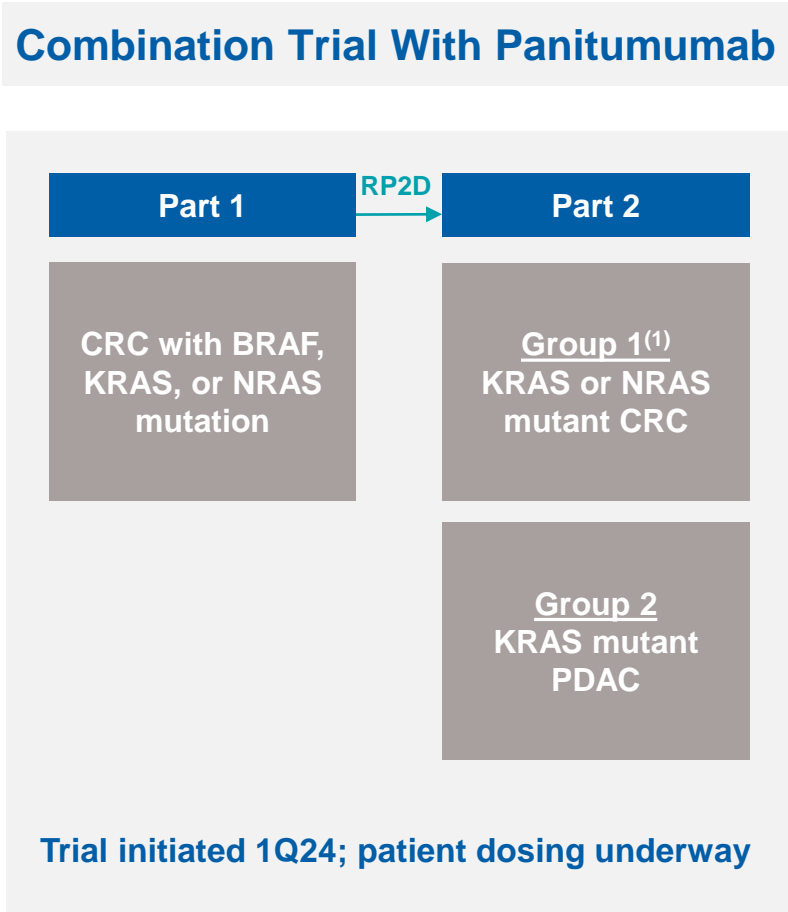 Combination Trial With Panitumumab
Part 1
RP2D
Part 2
CRC with BRAF,
KRAS, or NRAS
mutation
Group 1(1)
KRAS or NRAS
mutant CRC
Group 2
KRAS mutant
PDAC
Trial initiated 1Q24; patient dosing underway